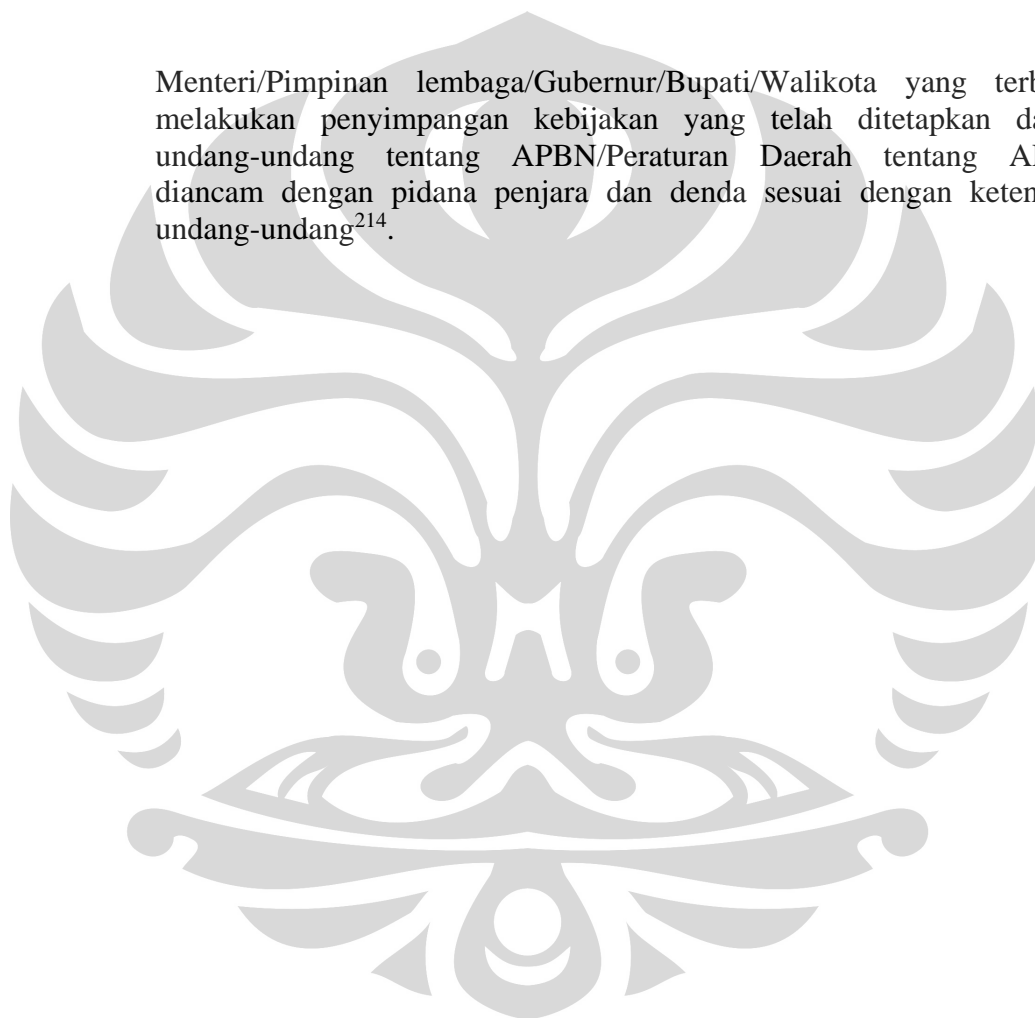 Menteri/Pimpinan lembaga/Gubernur/Bupati/Walikota yang
melakukan penyimpangan kebijakan yang telah ditetapkan
undang-undang tentang APBN/Peraturan Daerah tentang
diancam dengan pidana penjara dan denda sesuai dengan
undang-undang214.